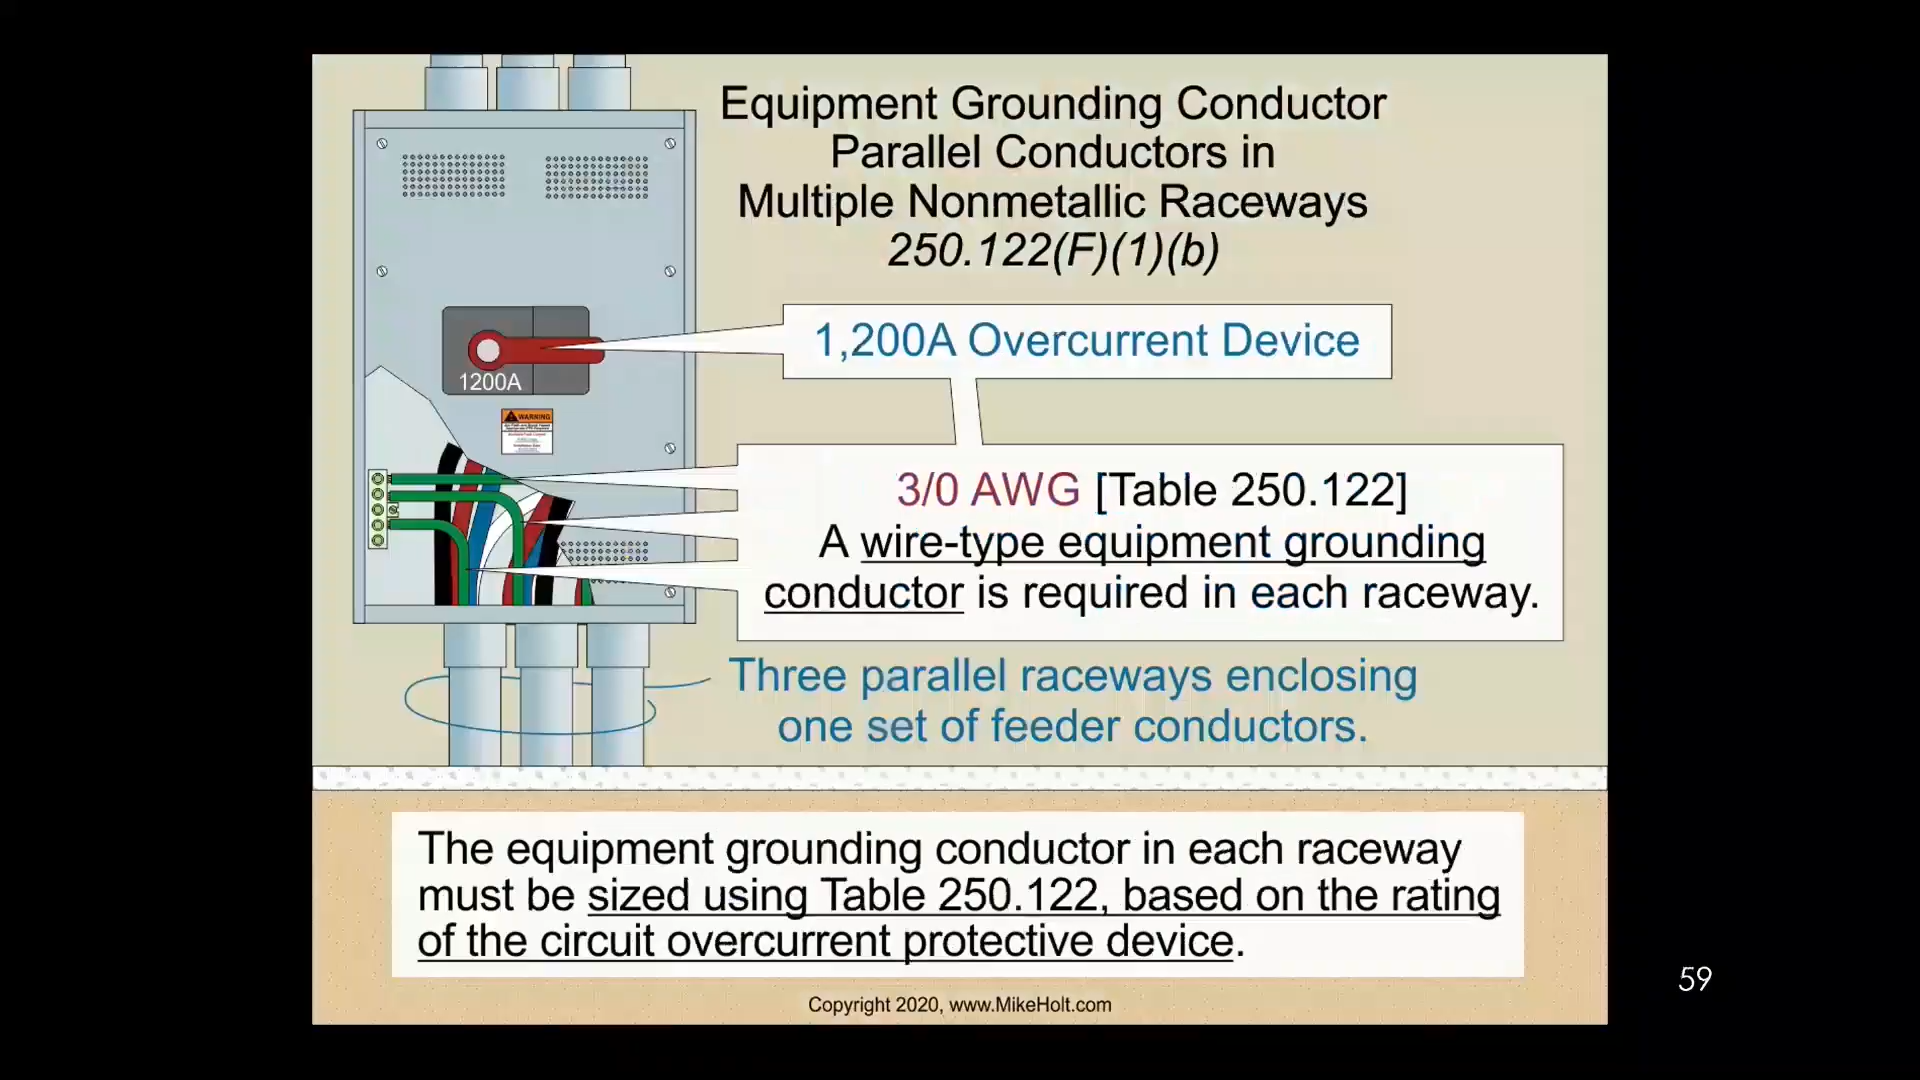 Equipment Grounding Conductor
Parallel Conductors in
Multiple Nonmetallic Raceways
250.122(F)(1)(b)
1,200A Overcurrent Device
1200A
WARNING
3/0 AWG [Table 250.122]
A wire-type equipment grounding
conductor is required in each raceway.
Three parallel raceways enclosing
one set of feeder conductors.
The equipment grounding conductor in each raceway
must be sized using Table 250.122, based on the rating
of the circuit overcurrent protective device.
59
Copyright 2020, www.MikeHolt.com